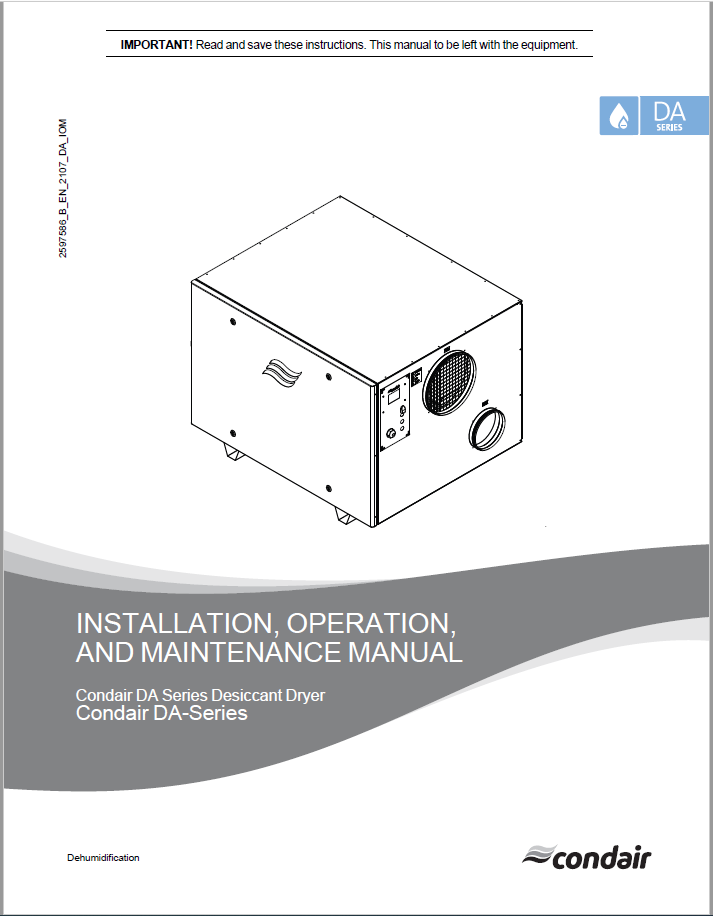 IMPORTANT! Read and save these instructions. This manual to be left with the equipment.
DA
SERIES
2597586_B_EN_2107_DA_IOM
INSTALLATION, OPERATION,
AND MAINTENANCE MANUAL
Condair DA Series Desiccant Dryer
Condair DA-Series
Dehumidification
condair